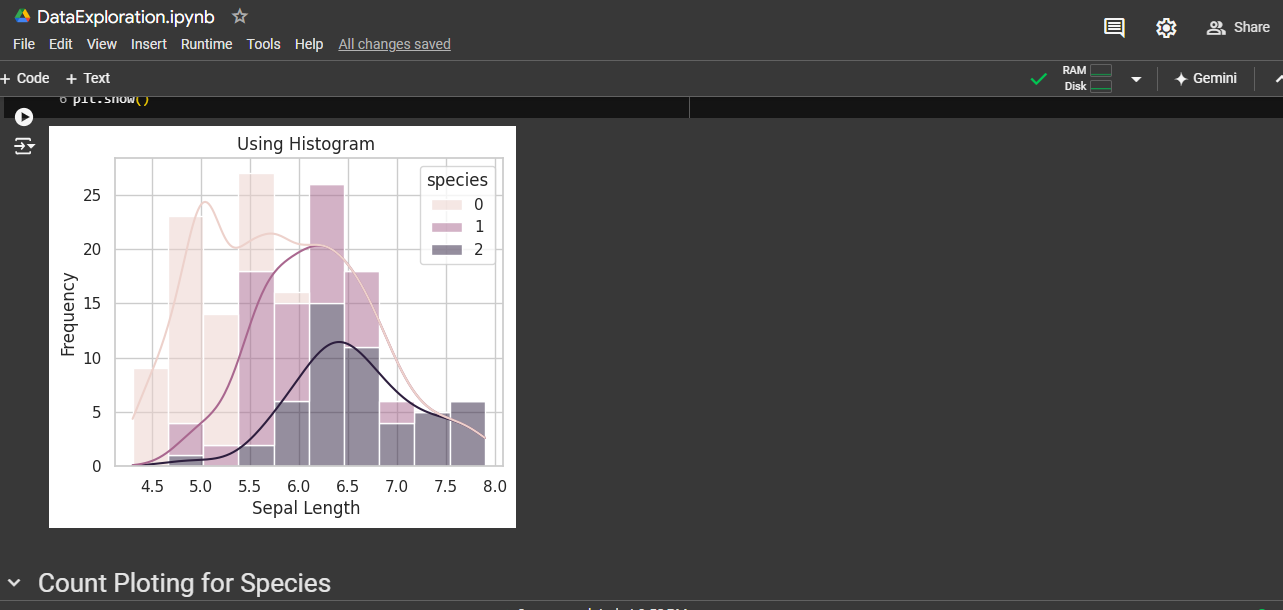 DataExploration.ipynb
File Edit View Insert Runtime Tools Help All changes saved
Share
+ Code + Text
RAM
Disk
Gemini
6 plt.show()
Using Histogram
species
0
1
2
25
20
15
10
5
0
Frequency
4.5 5.0 5.5 6.0 6.5 7.0 7.5 8.0
Sepal Length
Count Ploting for Species